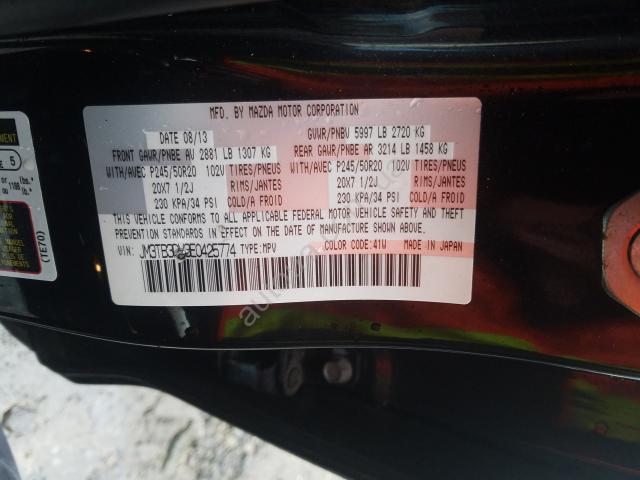 MFD. BY MAZDA MOTOR CORPORATION
DATE 08/13 GVWR/PNBV 5997 LB 2720 KG
FRONT GAWR/PNBE AV 2881 LB 1307 KG REAR GAWR/PNBE AR 3214 LB 1458 KG
WITH/AVEC P245/50R20 102V TIRES/PNEUS WITH/AVEC P245/50R20 102V TIRES/PNEUS
20X7 1/2J RIMS/JANTES 20X7 1/2J RIMS/JANTES
230 KPA/34 PSI COLD/A FROID 230 KPA/34 PSI COLD/A FROID
THIS VEHICLE CONFORMS TO ALL APPLICABLE FEDERAL MOTOR VEHICLE SAFETY AND THEFT
PREVENTION STANDARDS IN EFFECT ON THE DATE OF MANUFACTURE SHOWN ABOVE.
VIN: TYPE:MPV COLOR CODE:41W MADE IN JAPAN
5
(1E70)